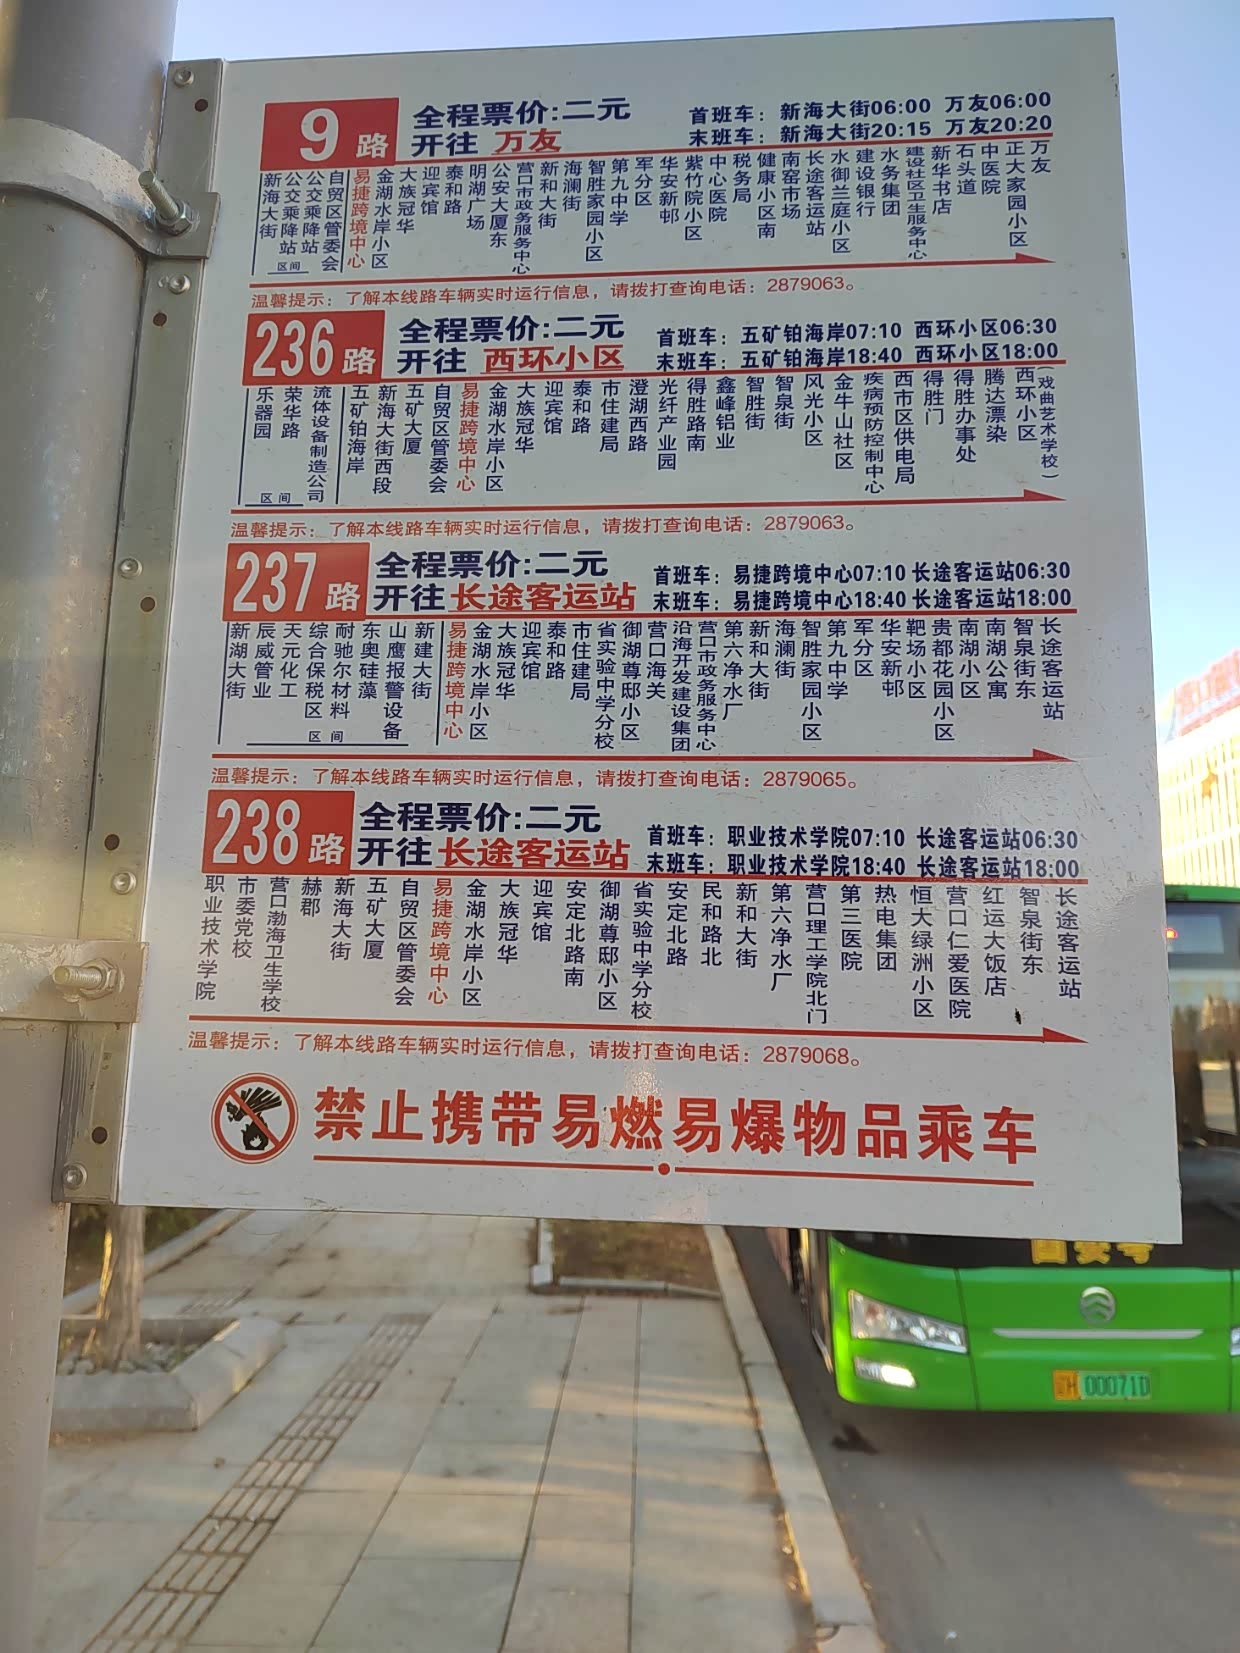 9路
全程票价:二元
开往 万友
首班车：新海大街06:00 万友06:00
末班车：新海大街20:15 万友20:20
新海大街
公交乘降站
公交乘降站
区间
自贸区管委会
易捷跨境中心
金湖水岸小区
大族冠华
迎宾馆
泰和路
明湖广场
公安大厦东
营口市政务服务中心
新和大街
海澜街
智胜家园小区
第九中学
军分区
华安新邨
紫竹院小区
中心医院
税务局
健康小区南
南窑市场
长途客运站
水御兰庭小区
建设银行
水务集团
建设社区卫生服务中心
新华书店
石头道
中医院
正大家园小区
万友
温馨提示：了解本线路车辆实时运行信息，请拨打查询电话：2879063。
236路
全程票价:二元
开往 西环小区
首班车：五矿铂海岸07:10 西环小区06:30
末班车：五矿铂海岸18:40 西环小区18:00
乐器园
荣华路
区间
流体设备制造公司
五矿铂海岸
新海大街西段
五矿大厦
自贸区管委会
易捷跨境中心
金湖水岸小区
大族冠华
迎宾馆
泰和路
市住建局
澄湖西路
光纤产业园
得胜路南
鑫峰铝业
智胜街
智泉街
风光小区
金牛山社区
疾病预防控制中心
西市区供电局
得胜门
得胜办事处
腾达漂染
西环小区
(戏曲艺术学校)
温馨提示：了解本线路车辆实时运行信息，请拨打查询电话：2879063。
237路
全程票价:二元
开往长途客运站
首班车：易捷跨境中心07:10 长途客运站06:30
末班车：易捷跨境中心18:40 长途客运站18:00
新湖大街
辰威管业
天元化工
综合保税区
耐驰尔材料
东奥硅藻
山鹰报警设备
区间
新建大街
易捷跨境中心
金湖水岸小区
大族冠华
迎宾馆
泰和路
市住建局
省实验中学分校
御湖尊邸小区
营口海关
沿海开发建设集团
营口市政务服务中心
第六净水厂
新和大街
海澜街
智胜家园小区
第九中学
军分区
华安新邨
靶场小区
贵都花园小区
南湖小区
南湖公寓
智泉街东
长途客运站
温馨提示：了解本线路车辆实时运行信息，请拨打查询电话：2879065。
238路
全程票价:二元
开往长途客运站
首班车：职业技术学院07:10 长途客运站06:30
末班车：职业技术学院18:40 长途客运站18:00
职业技术学院
市委党校
营口渤海卫生学校
赫郡
新海大街
五矿大厦
自贸区管委会
易捷跨境中心
金湖水岸小区
大族冠华
迎宾馆
安定北路南
御湖尊邸小区
省实验中学分校
安定北路
民和路北
新和大街
第六净水厂
营口理工学院北门
第三医院
热电集团
恒大绿洲小区
营口仁爱医院
红运大饭店
智泉街东
长途客运站
温馨提示：了解本线路车辆实时运行信息，请拨打查询电话：2879068。
禁止携带易燃易爆物品乘车
00071D